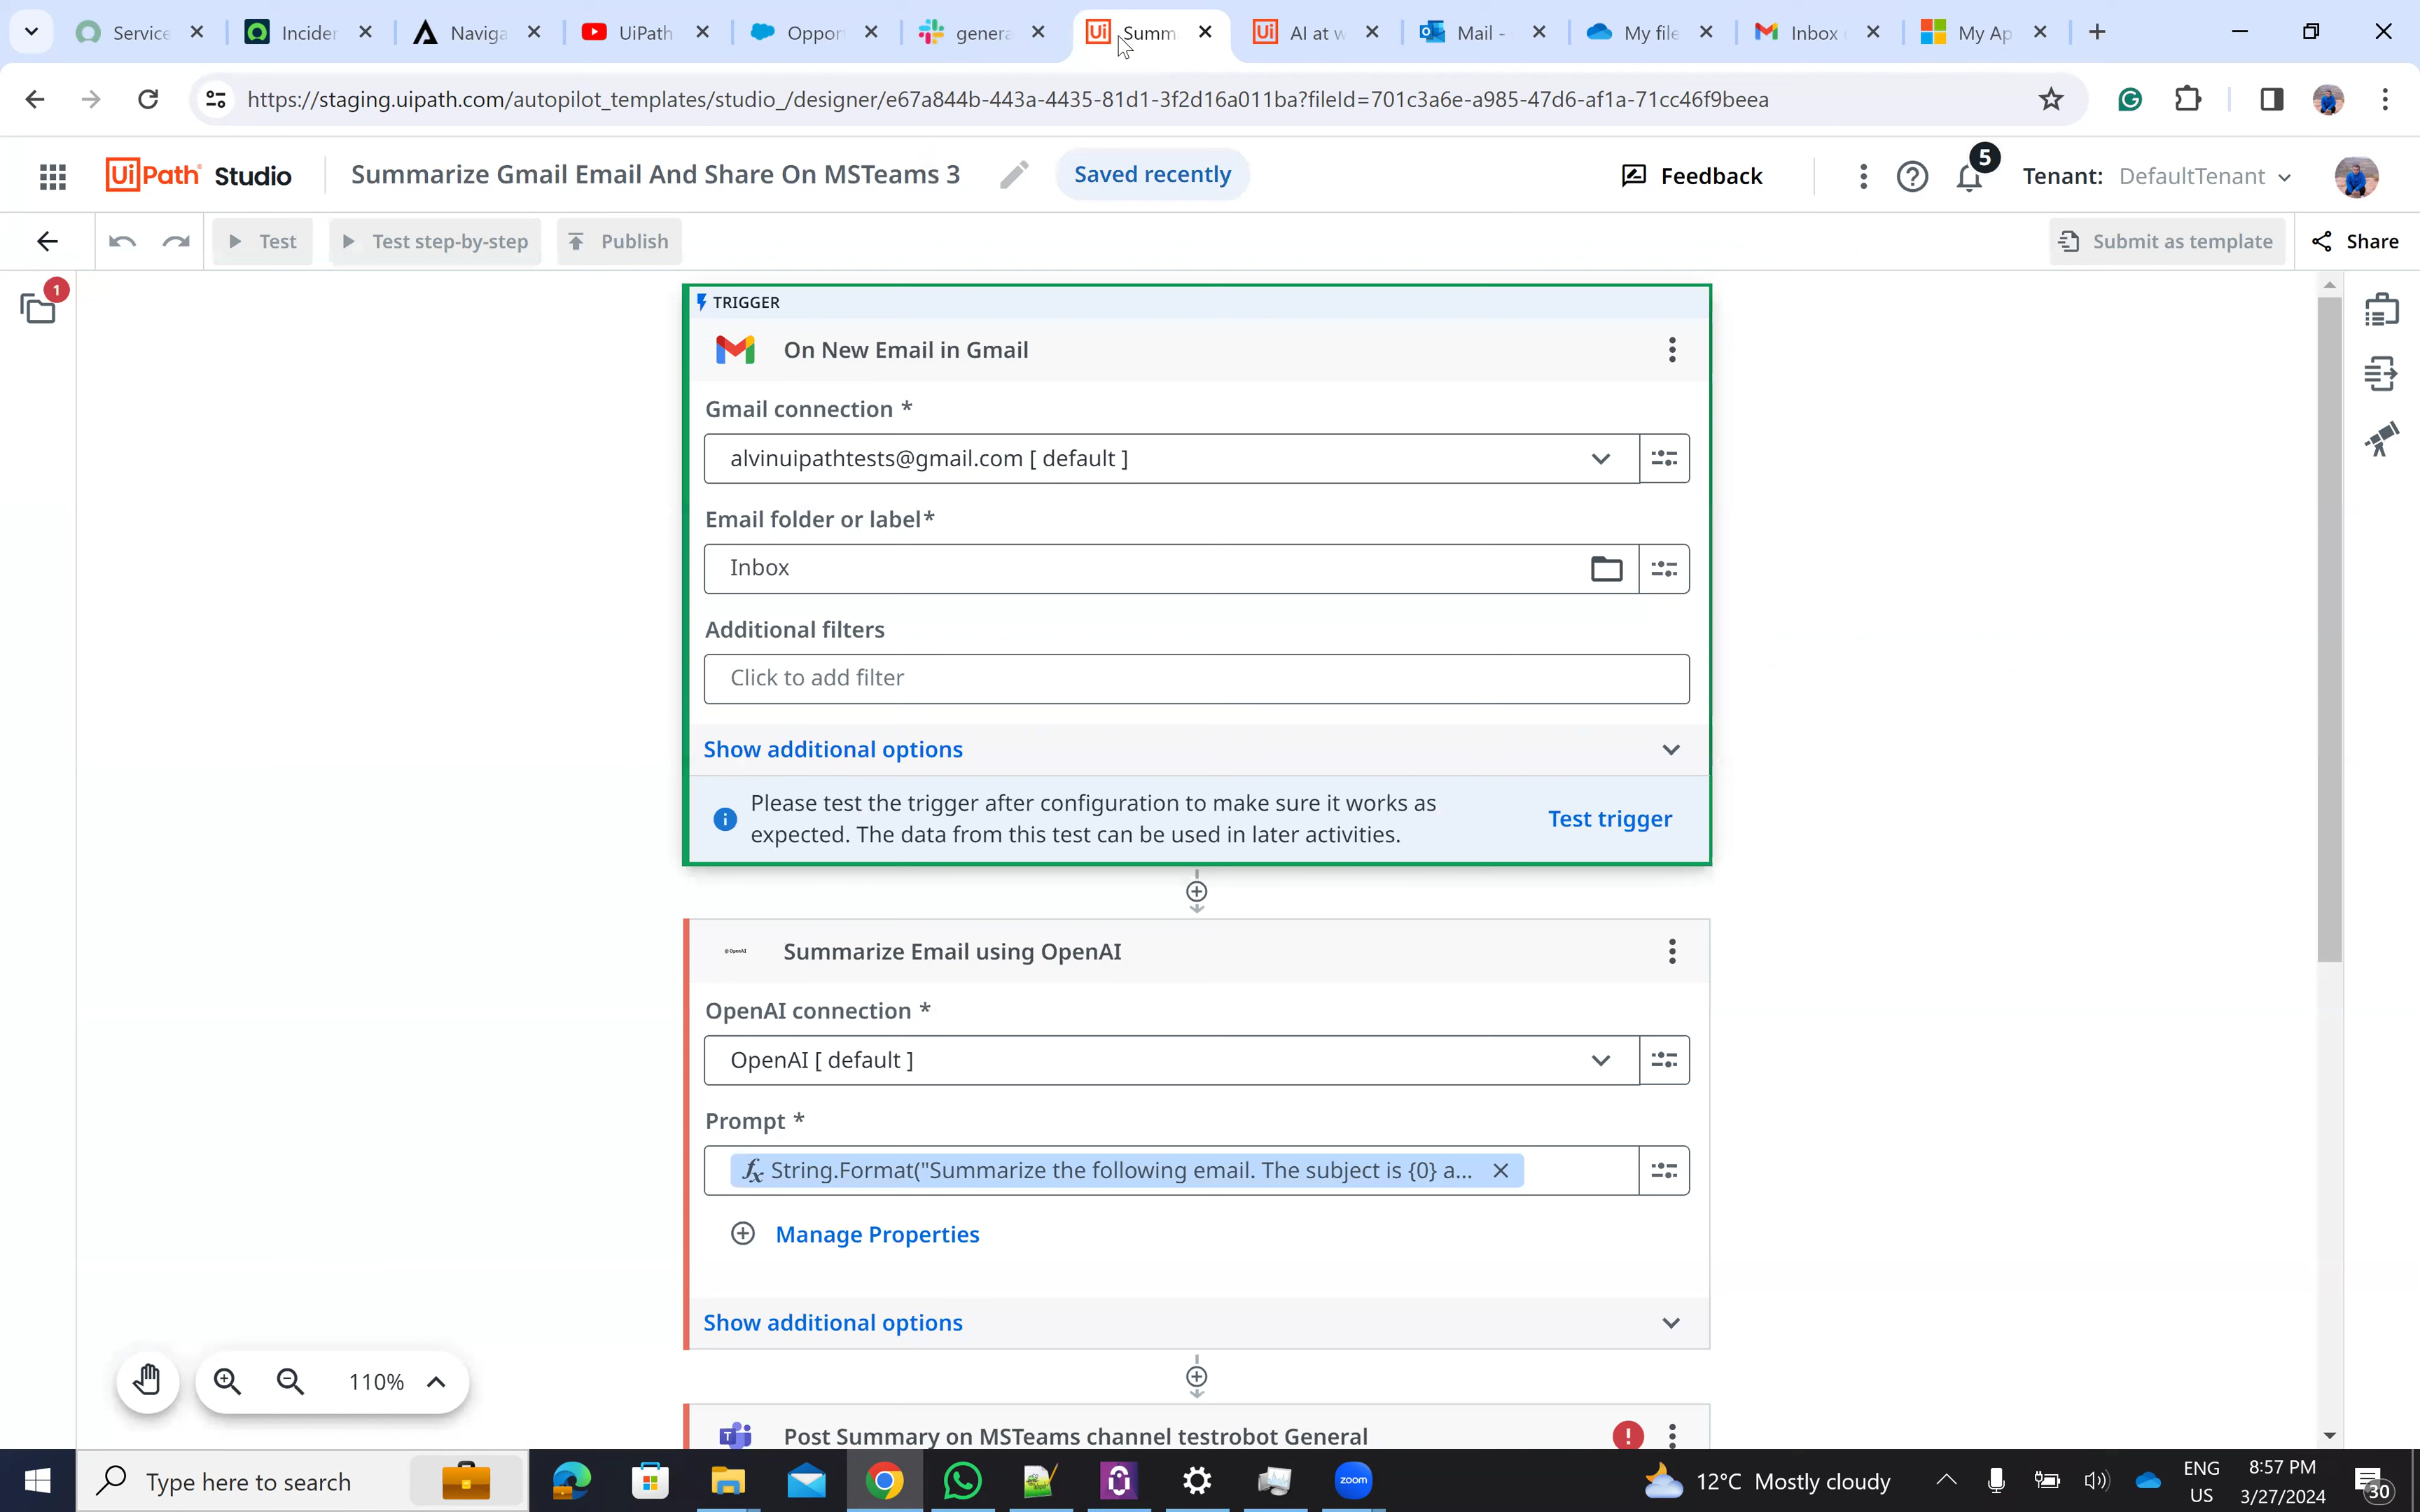 Service
Inciden
Naviga
UiPath
Oppor
genera
Summ
AI at w
Mail -
My file
Inbox
My Ap
https://staging.uipath.com/autopilot_templates/studio_/designer/e67a844b-443a-4435-81d1-3f2d16a011ba?fileId=701c3a6e-a985-47d6-af1a-71cc46f9beea
UiPath Studio
Summarize Gmail Email And Share On MSTeams 3
Saved recently
Feedback
5
Tenant: DefaultTenant
Test
Test step-by-step
Publish
Submit as template
Share
1
TRIGGER
On New Email in Gmail
Gmail connection *
alvinuipathtests@gmail.com [ default ]
Email folder or label*
Inbox
Additional filters
Click to add filter
Show additional options
Please test the trigger after configuration to make sure it works as
expected. The data from this test can be used in later activities.
Test trigger
OpenAI
Summarize Email using OpenAI
OpenAI connection *
OpenAI [ default ]
Prompt *
fx String.Format("Summarize the following email. The subject is {0} a...
Manage Properties
Show additional options
110%
Post Summary on MSTeams channel testrobot General
Type here to search
zoom
12°C Mostly cloudy
ENG
US
8:57 PM
3/27/2024
30